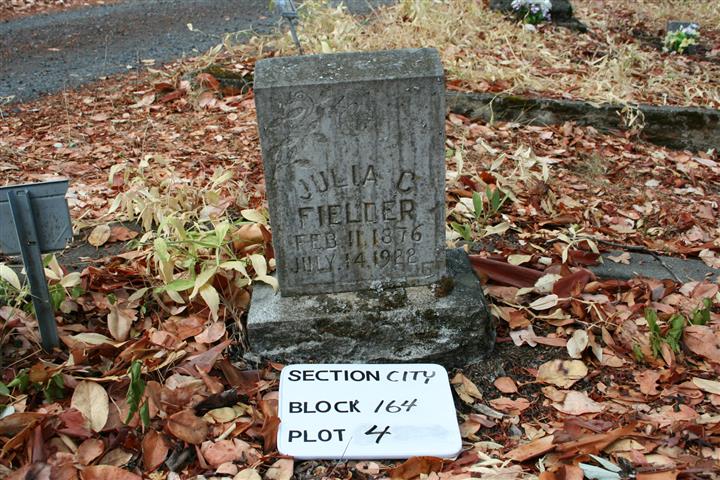 JULIA C
FIELDER
FEB. 11, 1876
JULY. 14, 1922
SECTION CITY
BLOCK 164
PLOT 4